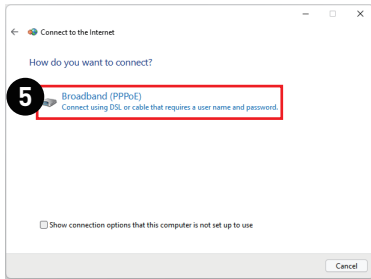 Connect to the Internet
How do you want to connect?
5
Broadband (PPPoE)
Connect using DSL or cable that requires a user name and password.
Show connection options that this computer is not set up to use
Cancel